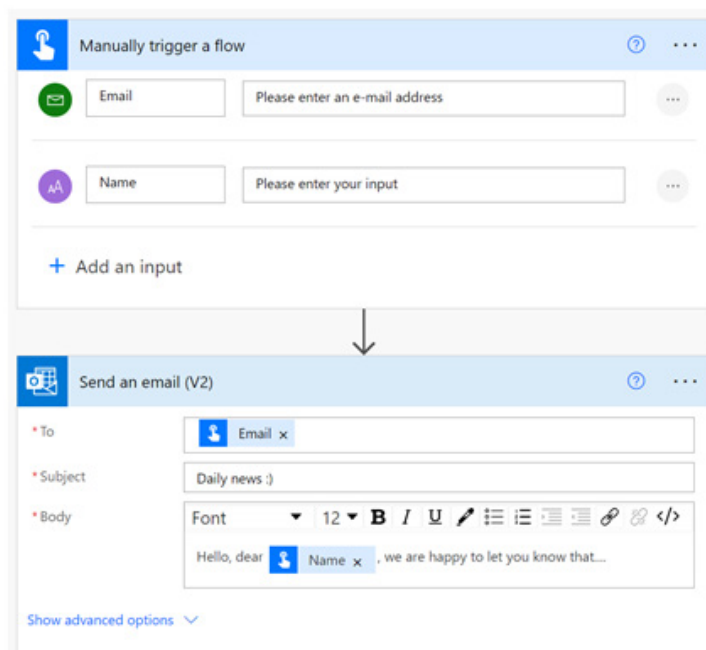 Manually trigger a flow
Email Please enter an e-mail address
Name Please enter your input
+ Add an input
Send an email (V2)
* To Email x
* Subject Daily news :)
* Body Font 12 B I U </>
Hello, dear Name x , we are happy to let you know that....
Show advanced options